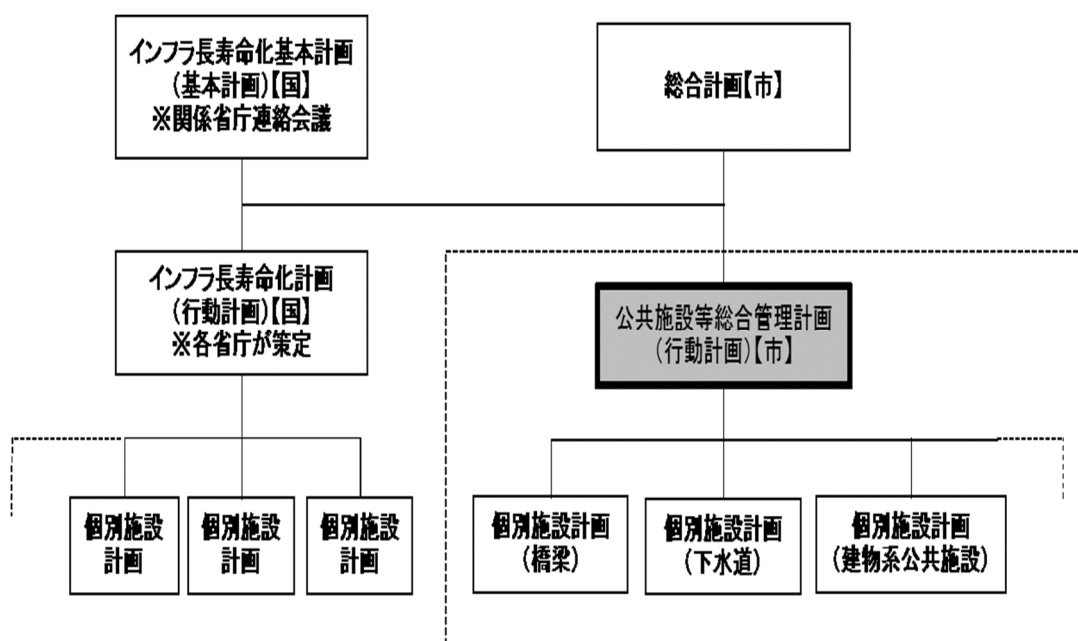 インフラ長寿命化基本計画
(基本計画)【国】
※関係省庁連絡会議
総合計画【市】
インフラ長寿命化計画
(行動計画)【国】
※各省庁が策定
公共施設等総合管理計画
(行動計画)【市】
個別施設
計画
個別施設
計画
個別施設
計画
個別施設計画
(橋梁)
個別施設計画
(下水道)
個別施設計画
(建物系公共施設)